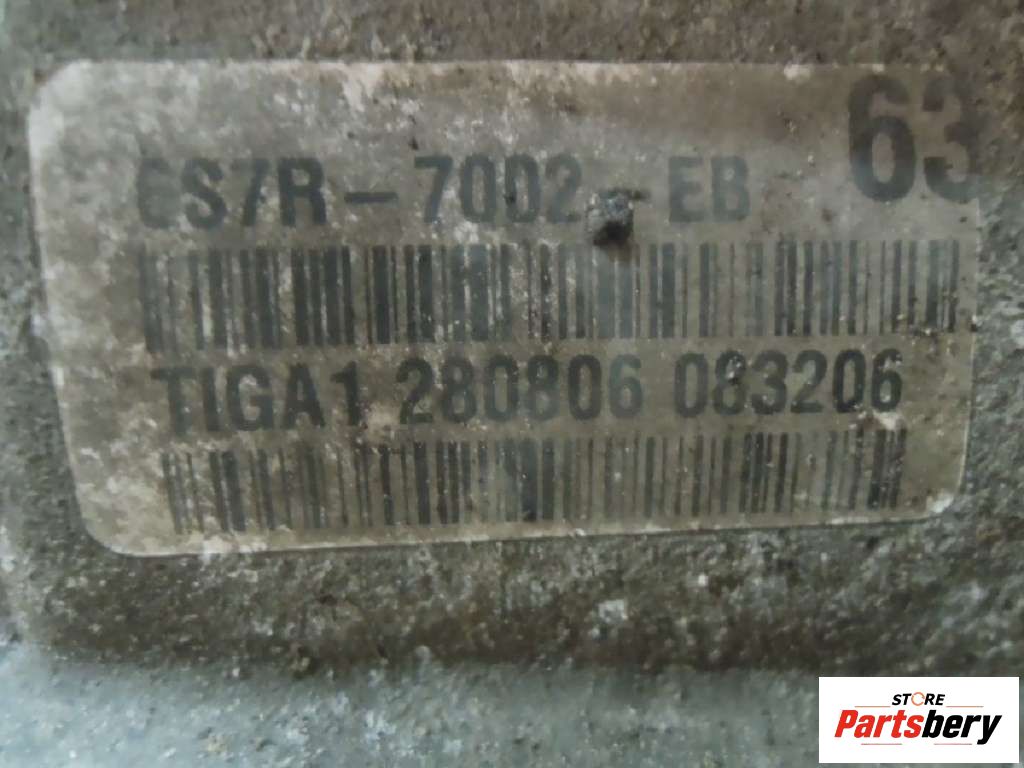 63
6S7R-7002-EB
TIGA1 280806 083206
STORE
Partsbery